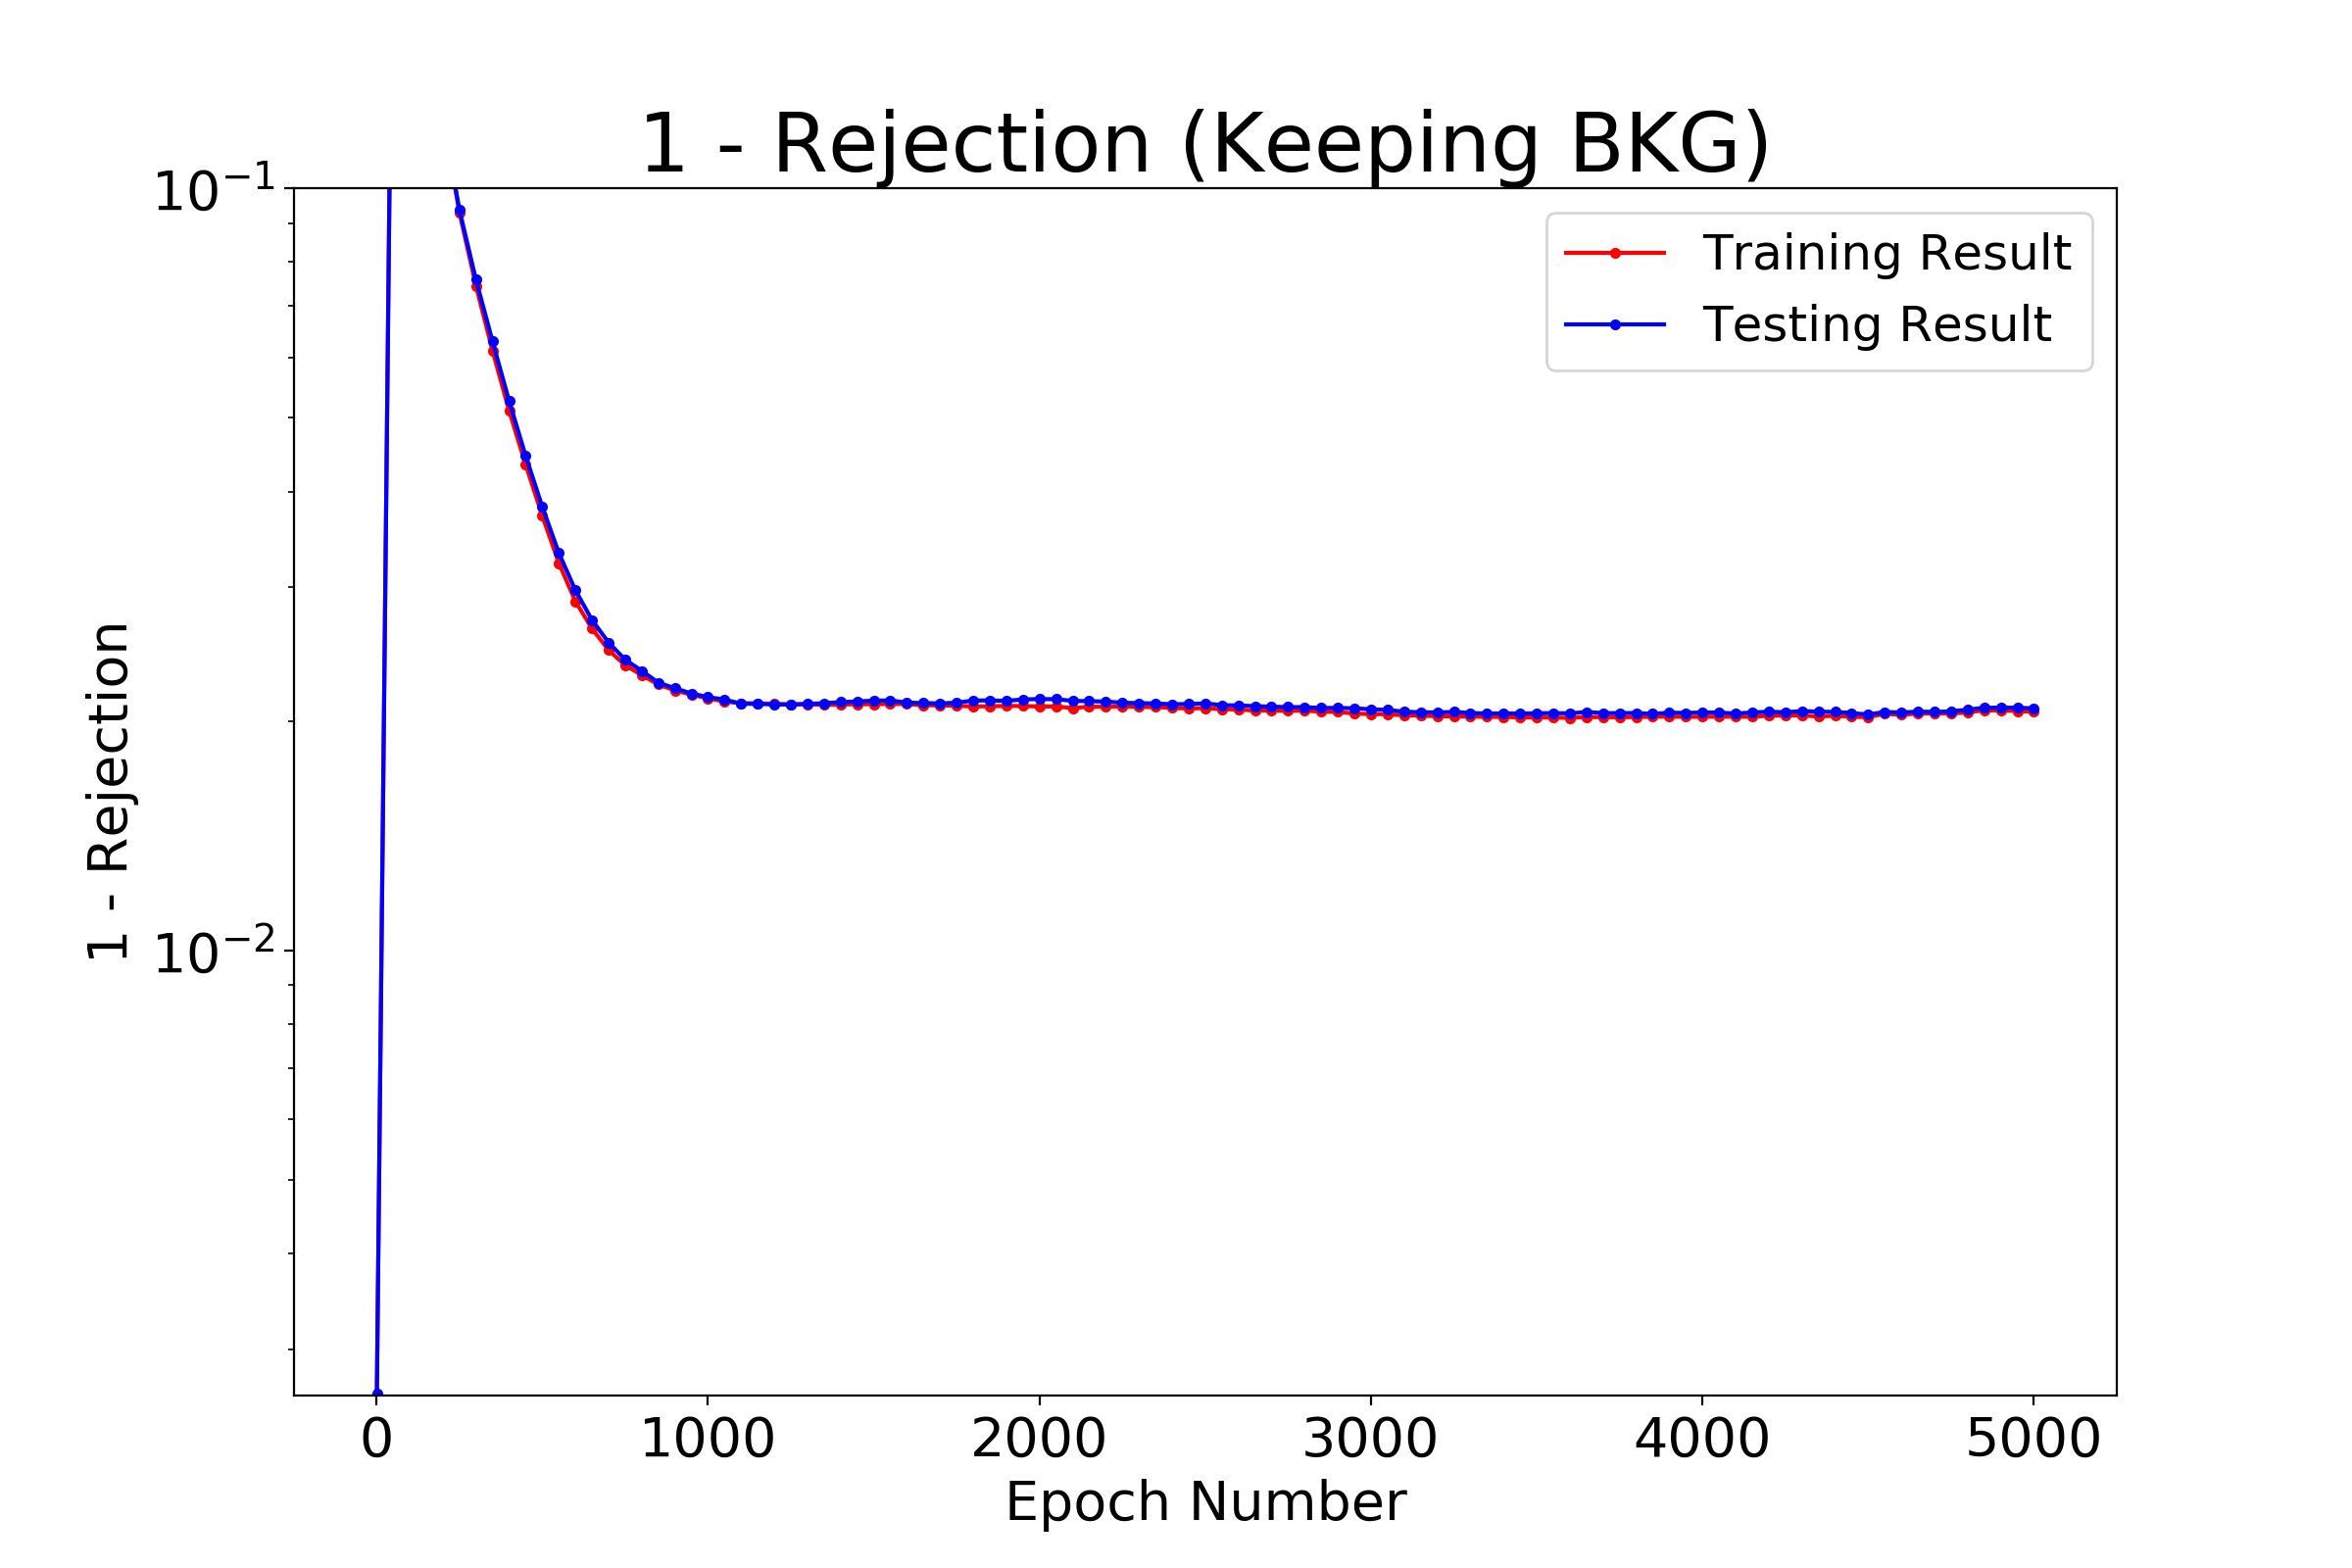 1 - Rejection (Keeping BKG)
10⁻¹
Training Result
Testing Result
1 - Rejection
10⁻²
0 1000 2000 3000 4000 5000
Epoch Number